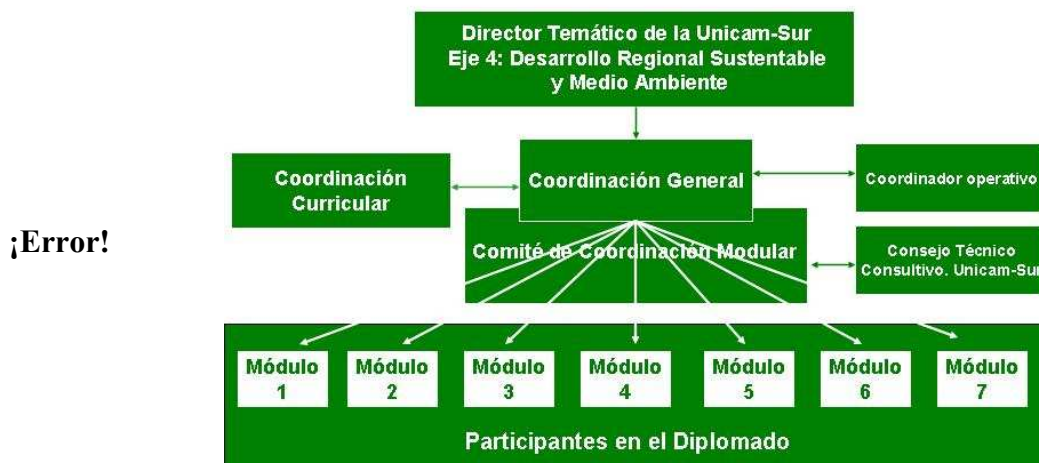 Director Temático de la Unicam-Sur
Eje 4: Desarrollo Regional Sustentable
y Medio Ambiente
Coordinación
Curricular
Coordinación General
Coordinador operativo
¡Error!
Comité de Coordinación Modular
Consejo Técnico
Consultivo. Unicam-Sur
Módulo
1
Módulo
2
Módulo
3
Módulo
4
Módulo
5
Módulo
6
Módulo
7
Participantes en el Diplomado